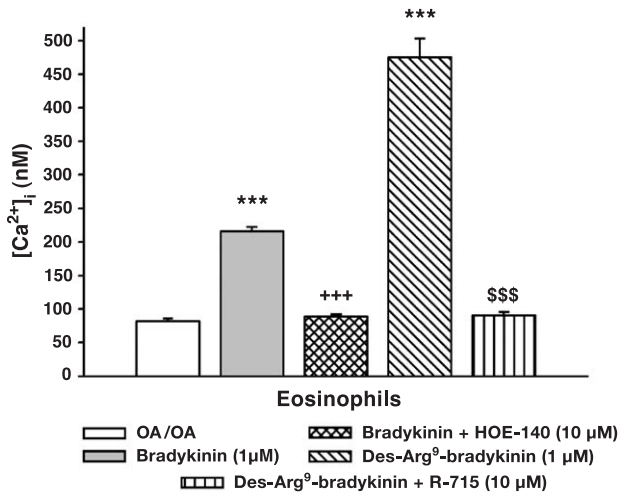 [Ca²⁺]ᵢ (nM)
500
450
400
350
300
250
200
150
100
50
0
***
+++
***
$$$
Eosinophils
OA/OA
Bradykinin + HOE-140 (10 µM)
Bradykinin (1µM)
Des-Arg⁹-bradykinin (1 µM)
Des-Arg⁹-bradykinin + R-715 (10 µM)